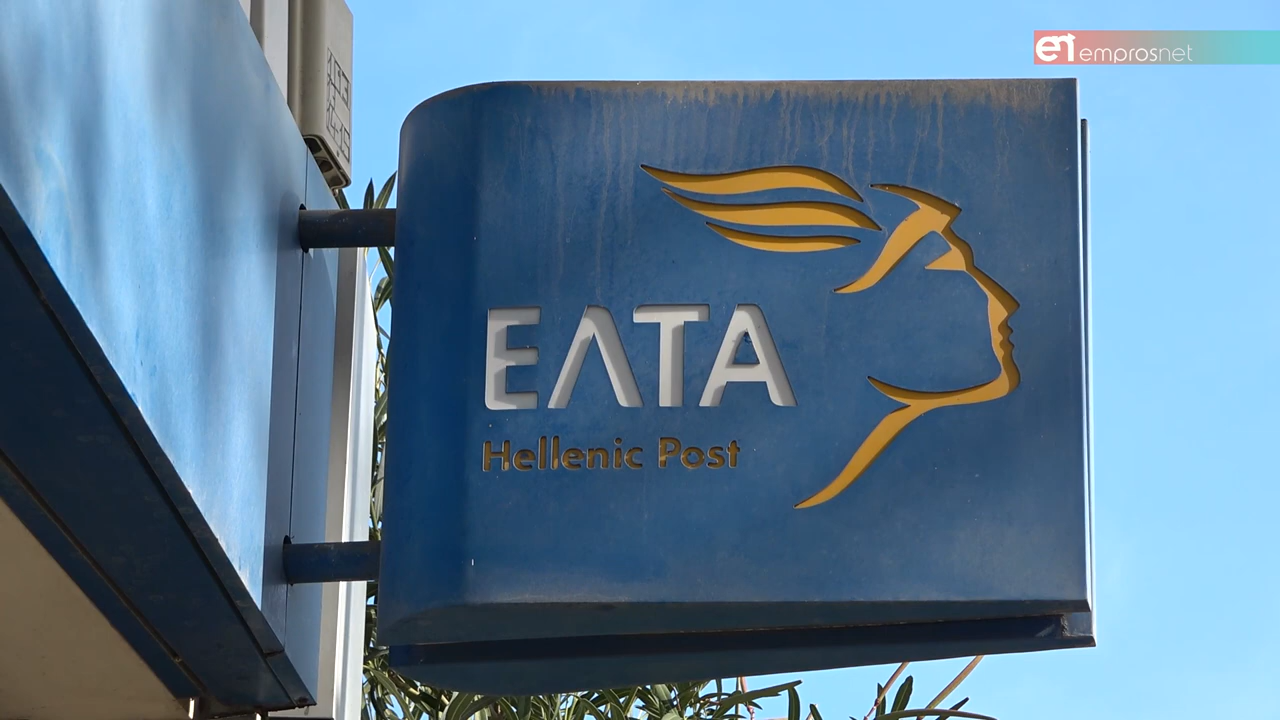 emprosnet
ΕΛΤΑ
Hellenic Post